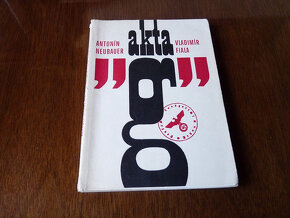 akta
ANTONÍN
NEUBAUER
VLADIMÍR
FIALA
„g"